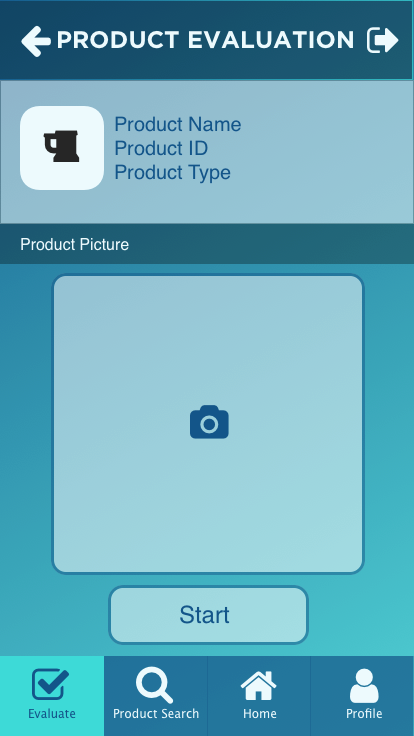 PRODUCT EVALUATION
Product Name
Product ID
Product Type
Product Picture
Start
Evaluate
Product Search
Home
Profile